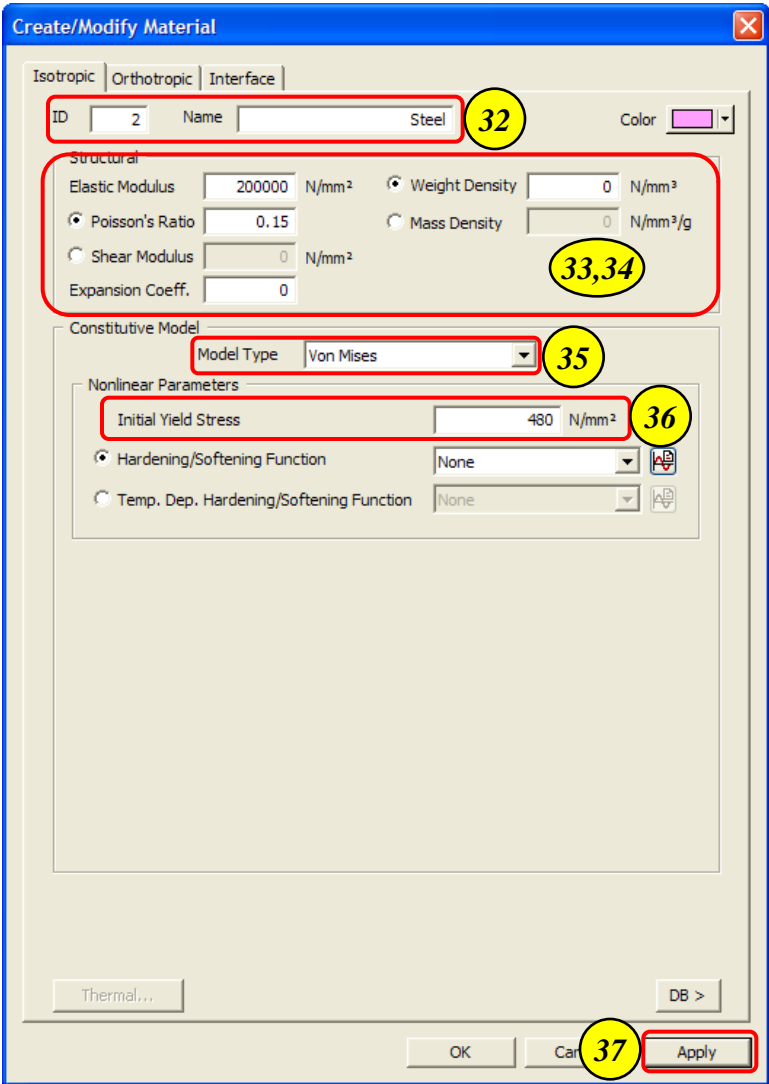 Create/Modify Material
Isotropic Orthotropic Interface
ID 2 Name Steel 32 Color
Structural
Elastic Modulus 200000 N/mm² Weight Density 0 N/mm³
Poisson's Ratio 0.15 Mass Density 0 N/mm³/g
Shear Modulus 0 N/mm² 33,34
Expansion Coeff. 0
Constitutive Model
Model Type Von Mises 35
Nonlinear Parameters
Initial Yield Stress 480 N/mm² 36
Hardening/Softening Function None
Temp. Dep. Hardening/Softening Function None
Thermal... DB >
OK Can 37 Apply